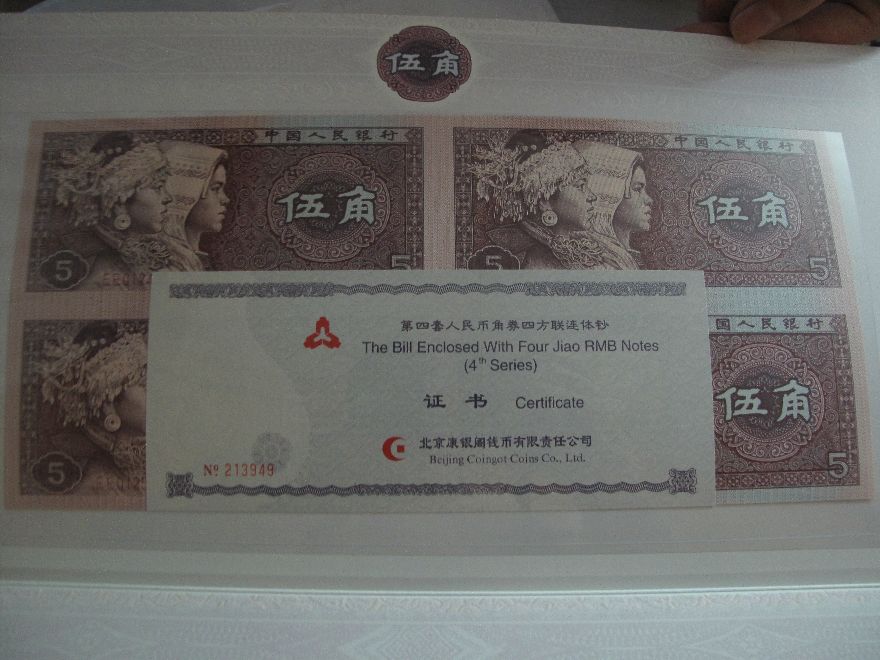 伍角
中国人民银行
伍角
5
5
中国人民银行
伍角
5
5
第四套人民币角券四方联连体钞
The Bill Enclosed With Four Jiao RMB Notes
(4th Series)
证书 Certificate
北京康银阁钱币有限责任公司
Beijing Coingot Coins Co., Ltd.
Nº 213949
5
国人民银行
伍角
5